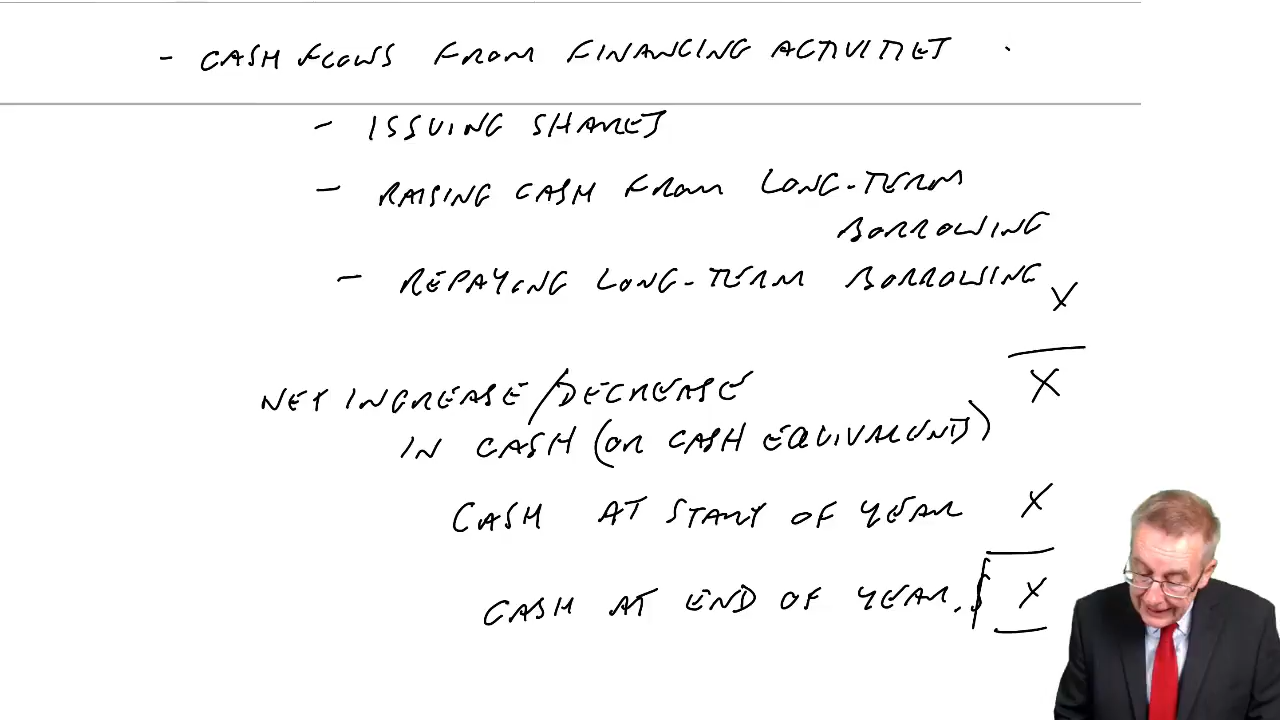 - CASH FLOWS FROM FINANCING ACTIVITIES
- ISSUING SHARES
- RAISING CASH FROM LONG-TERM
BORROWING
- REPAYING LONG-TERM BORROWING
X
NET INCREASE/DECREASE X
IN CASH (OR CASH EQUIVALENTS)
CASH AT START OF YEAR X
CASH AT END OF YEAR. $ X